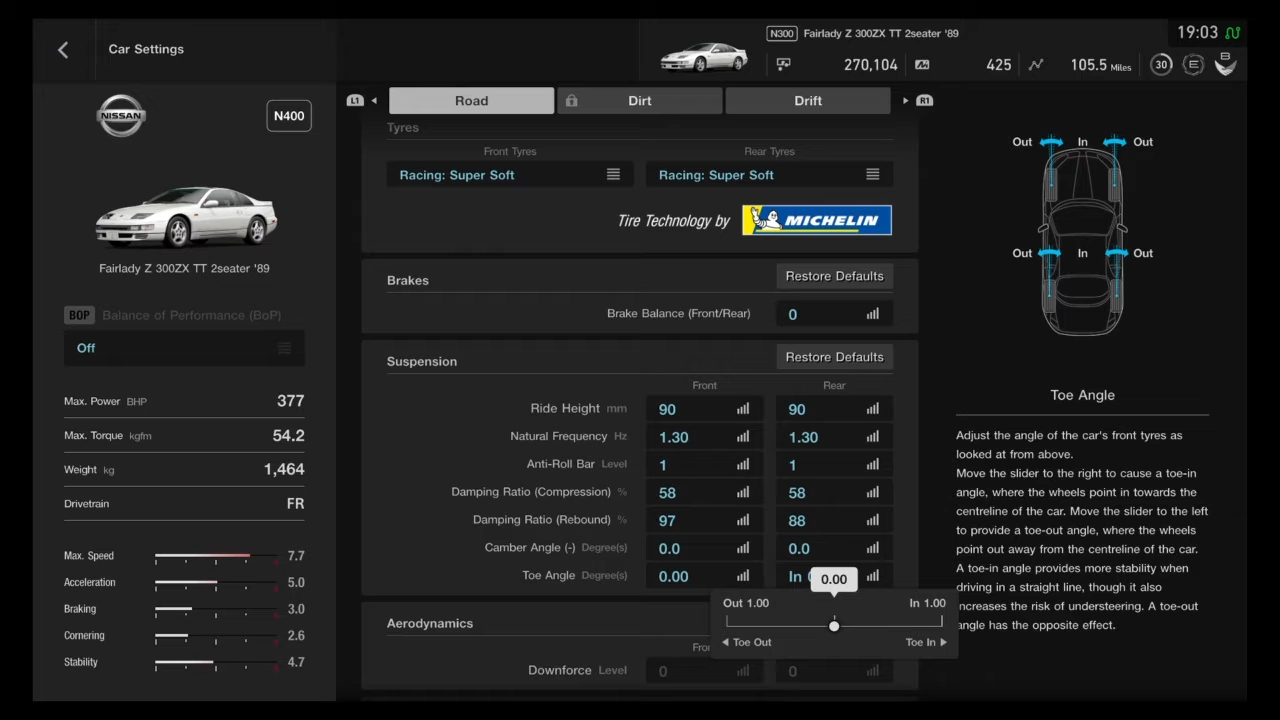 Car Settings
N300 Fairlady Z 300ZX TT 2seater '89
19:03
270,104 425 105.5 Miles 30 E B
NISSAN
N400
Fairlady Z 300ZX TT 2seater '89
BOP Balance of Performance (BoP)
Off
Max. Power BHP 377
Max. Torque kgfm 54.2
Weight kg 1,464
Drivetrain FR
Max. Speed 7.7
Acceleration 5.0
Braking 3.0
Cornering 2.6
Stability 4.7
L1 Road Dirt Drift R1
Tyres
Front Tyres Rear Tyres
Racing: Super Soft Racing: Super Soft
Tire Technology by MICHELIN
Brakes Restore Defaults
Brake Balance (Front/Rear) 0
Suspension Restore Defaults
Front Rear
Ride Height mm 90 90
Natural Frequency Hz 1.30 1.30
Anti-Roll Bar Level 1 1
Damping Ratio (Compression) % 58 58
Damping Ratio (Rebound) % 97 88
Camber Angle (-) Degree(s) 0.0 0.0
Toe Angle Degree(s) 0.00 In
0.00
Out 1.00 In 1.00
Toe Out Toe In
Aerodynamics
Downforce Level 0 0
Out In Out
Out In Out
Toe Angle
Adjust the angle of the car's front tyres as
looked at from above.
Move the slider to the right to cause a toe-in
angle, where the wheels point in towards the
centreline of the car. Move the slider to the left
to provide a toe-out angle, where the wheels
point out away from the centreline of the car.
A toe-in angle provides more stability when
driving in a straight line, though it also
increases the risk of understeering. A toe-out
angle has the opposite effect.